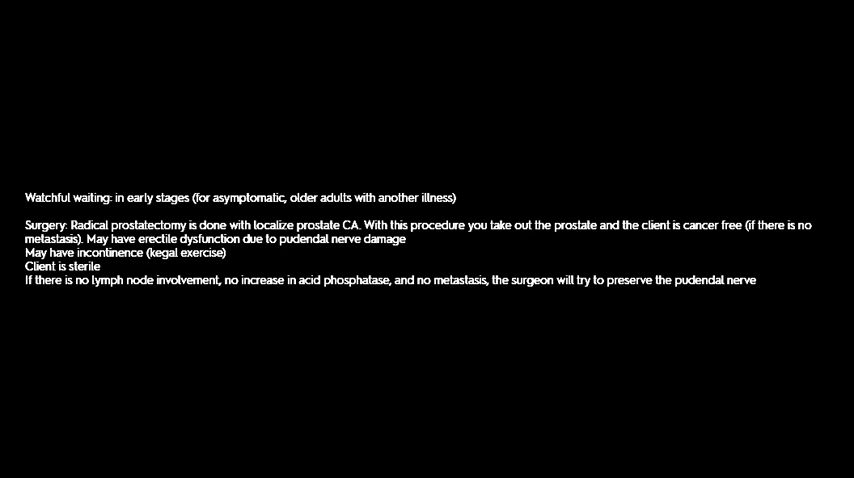 Watchful waiting: in early stages (for asymptomatic, older adults with another illness)
Surgery: Radical prostatectomy is done with localize prostate CA. With this procedure you take out the prostate and the client is cancer free (if there is no
metastasis). May have erectile dysfunction due to pudendal nerve damage
May have incontinence (kegal exercise)
Client is sterile
If there is no lymph node involvement, no increase in acid phosphatase, and no metastasis, the surgeon will try to preserve the pudendal nerve